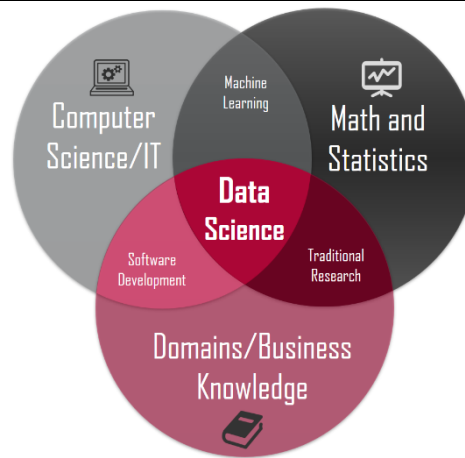 Machine
Learning
Computer
Science/IT
Math and
Statistics
Data
Science
Software
Development
Traditional
Research
Domains/Business
Knowledge